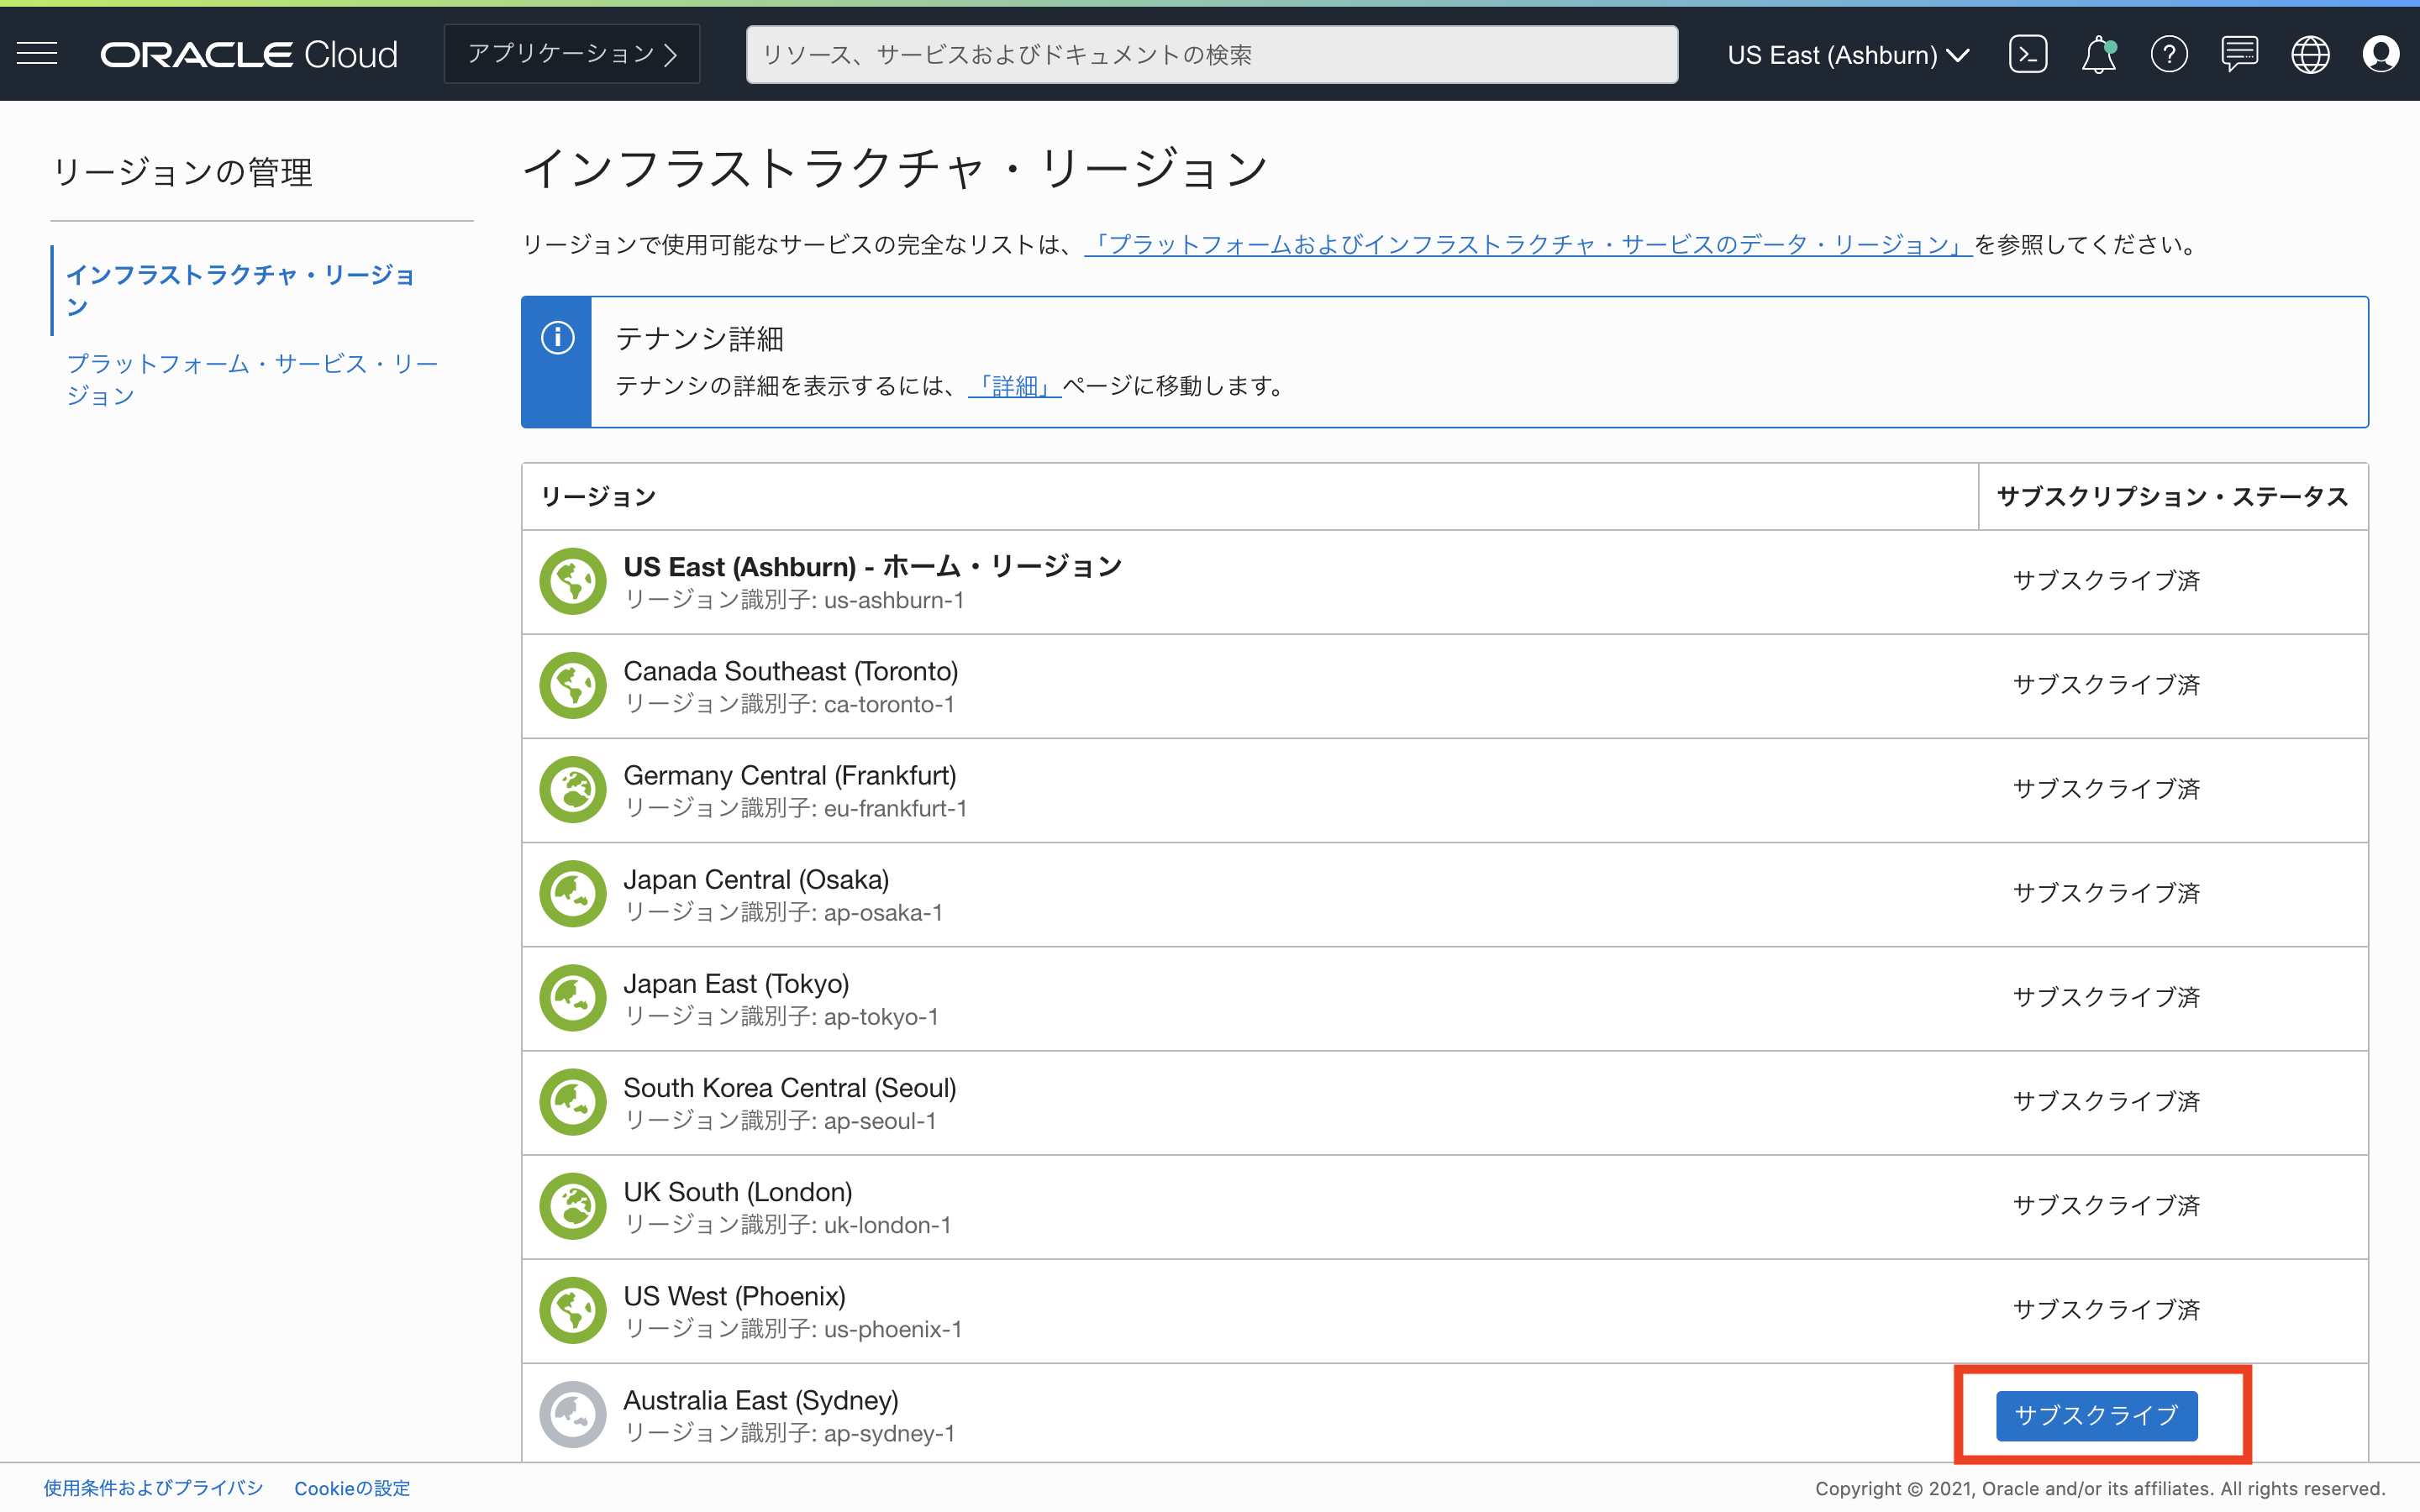 ORACLE Cloud
アプリケーション
リソース、サービスおよびドキュメントの検索
US East (Ashburn)
リージョンの管理
インフラストラクチャ・リージョ
ン
プラットフォーム・サービス・リー
ジョン
インフラストラクチャ・リージョン
リージョンで使用可能なサービスの完全なリストは、「プラットフォームおよびインフラストラクチャ・サービスのデータ・リージョン」を参照してください。
テナンシ詳細
テナンシの詳細を表示するには、「詳細」ページに移動します。
リージョン
サブスクリプション・ステータス
US East (Ashburn) - ホーム・リージョン
リージョン識別子: us-ashburn-1
サブスクライブ済
Canada Southeast (Toronto)
リージョン識別子: ca-toronto-1
サブスクライブ済
Germany Central (Frankfurt)
リージョン識別子: eu-frankfurt-1
サブスクライブ済
Japan Central (Osaka)
リージョン識別子: ap-osaka-1
サブスクライブ済
Japan East (Tokyo)
リージョン識別子: ap-tokyo-1
サブスクライブ済
South Korea Central (Seoul)
リージョン識別子: ap-seoul-1
サブスクライブ済
UK South (London)
リージョン識別子: uk-london-1
サブスクライブ済
US West (Phoenix)
リージョン識別子: us-phoenix-1
サブスクライブ済
Australia East (Sydney)
リージョン識別子: ap-sydney-1
サブスクライブ
使用条件およびプライバシ
Cookieの設定
Copyright © 2021, Oracle and/or its affiliates. All rights reserved.